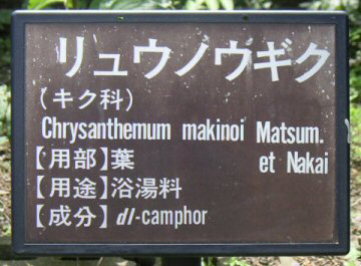 リュウノウギク
(キク科)
Chrysanthemum makinoi Matsum.
【用部】葉 et Nakai
【用途】浴湯料
【成分】dl-camphor